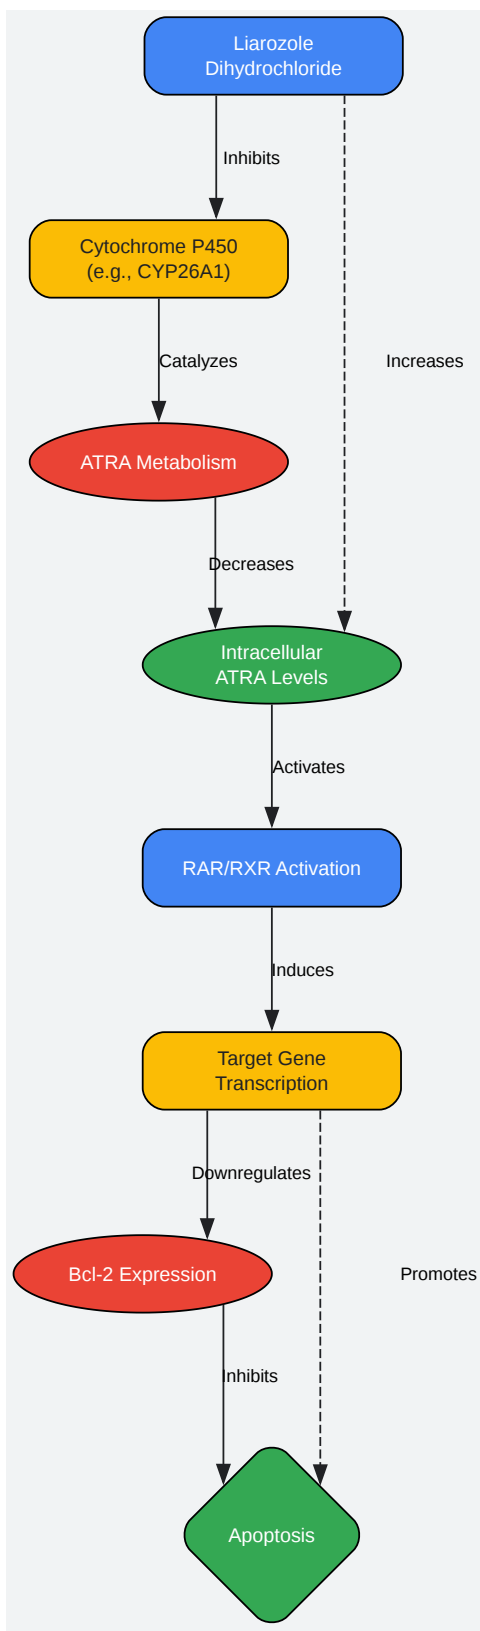 Liarozole
Dihydrochloride
Inhibits
Cytochrome P450
(e.g., CYP26A1)
Catalyzes
Increases
ATRA Metabolism
Decreases
Intracellular
ATRA Levels
Activates
RAR/RXR Activation
Induces
Target Gene
Transcription
Downregulates
Bcl-2 Expression
Promotes
Inhibits
Apoptosis